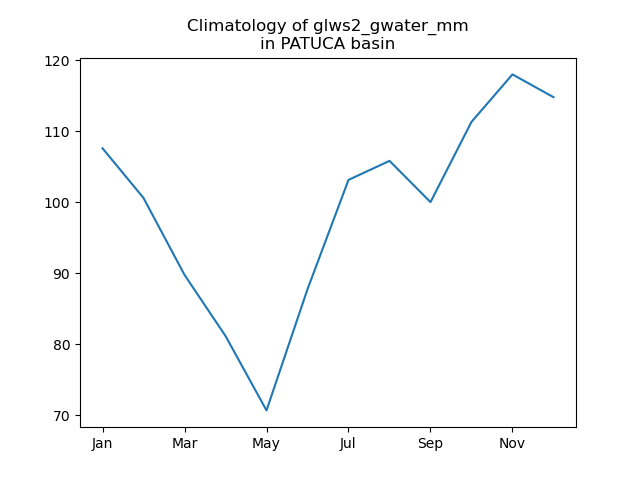 Climatology of glws2_gwater_mm
in PATUCA basin
120
110
100
90
80
70
Jan
Mar
May
Jul
Sep
Nov